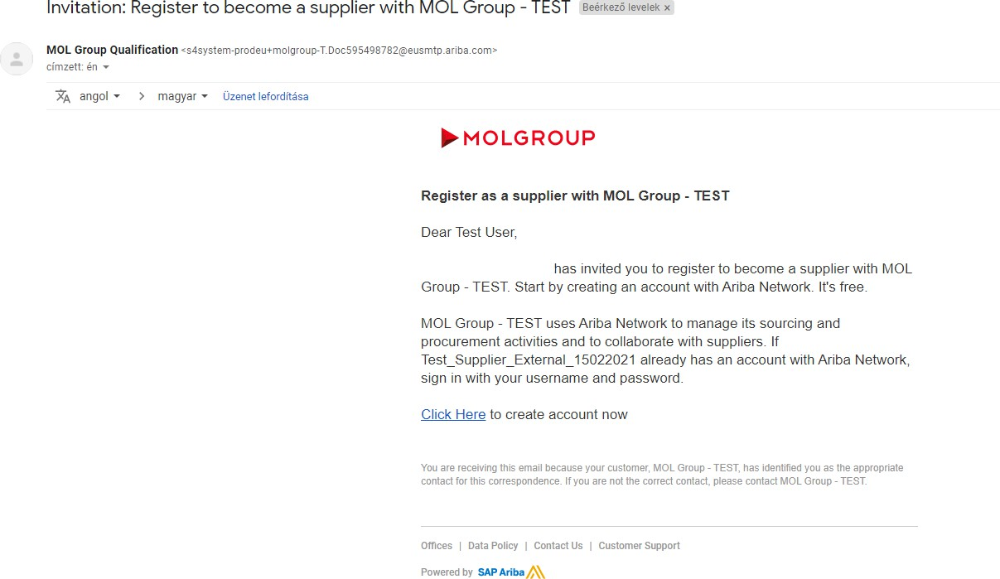 Invitation: Register to become a supplier with MOL Group - TEST Beérkező levelek ×
MOL Group Qualification <s4system-prodeu+molgroup-T.Doc595498782@eusmtp.ariba.com>
címzett: én
angol > magyar Üzenet lefordítása
MOLGROUP
Register as a supplier with MOL Group - TEST
Dear Test User,
has invited you to register to become a supplier with MOL
Group - TEST. Start by creating an account with Ariba Network. It's free.
MOL Group - TEST uses Ariba Network to manage its sourcing and
procurement activities and to collaborate with suppliers. If
Test_Supplier_External_15022021 already has an account with Ariba Network,
sign in with your username and password.
Click Here to create account now
You are receiving this email because your customer, MOL Group - TEST, has identified you as the appropriate
contact for this correspondence. If you are not the correct contact, please contact MOL Group - TEST.
Offices | Data Policy | Contact Us | Customer Support
Powered by SAP Ariba